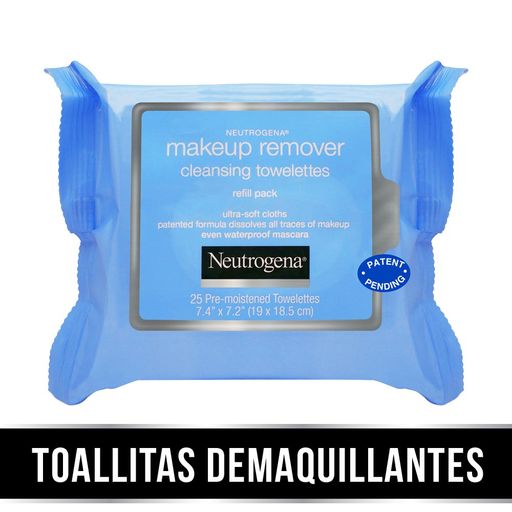 NEUTROGENA®
makeup remover
cleansing towelettes
refill pack
ultra-soft cloths
patented formula dissolves all traces of makeup
even waterproof mascara
Neutrogena®
PATENT
PENDING
25 Pre-moistened Towelettes
7.4" x 7.2" (19 x 18.5 cm)
TOALLITAS DEMAQUILLANTES